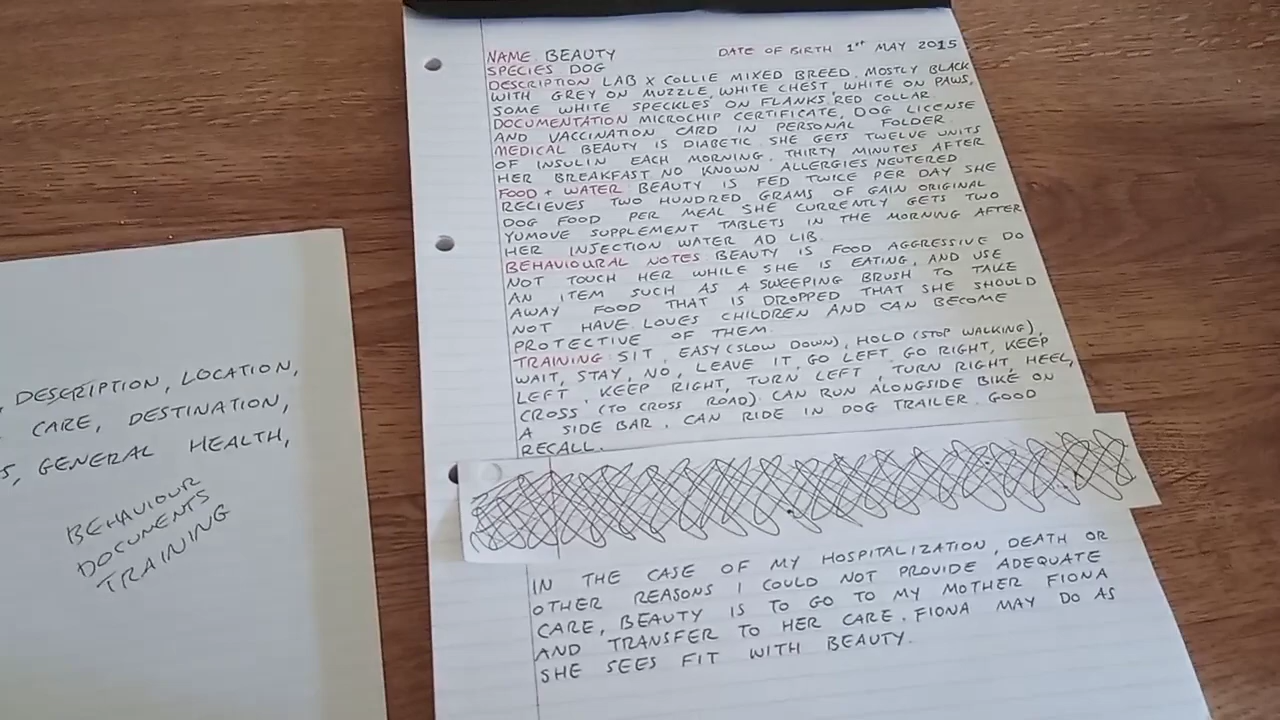 DESCRIPTION, LOCATION,
CARE, DESTINATION,
GENERAL HEALTH,
BEHAVIOUR
DOCUMENTS
TRAINING
NAME BEAUTY DATE OF BIRTH 1ST MAY 2015
SPECIES DOG
DESCRIPTION LAB X COLLIE MIXED BREED. MOSTLY BLACK
WITH GREY ON MUZZLE, WHITE CHEST, WHITE ON PAWS,
SOME WHITE SPECKLES ON FLANKS. RED COLLAR
DOCUMENTATION MICROCHIP CERTIFICATE, DOG LICENSE
AND VACCINATION CARD IN PERSONAL FOLDER.
MEDICAL BEAUTY IS DIABETIC. SHE GETS TWELVE UNITS
OF INSULIN EACH MORNING. THIRTY MINUTES AFTER
HER BREAKFAST NO KNOWN ALLERGIES NEUTERED
FOOD + WATER BEAUTY IS FED TWICE PER DAY SHE
RECIEVES TWO HUNDRED GRAMS OF GAIN ORIGINAL
DOG FOOD PER MEAL SHE CURRENTLY GETS TWO
YUMOVE SUPPLEMENT TABLETS IN THE MORNING AFTER
HER INJECTION WATER AD LIB.
BEHAVIOURAL NOTES BEAUTY IS FOOD AGGRESSIVE DO
NOT TOUCH HER WHILE SHE IS EATING, AND USE
AN ITEM SUCH AS A SWEEPING BRUSH TO TAKE
AWAY FOOD THAT IS DROPPED THAT SHE SHOULD
NOT HAVE. LOVES CHILDREN AND CAN BECOME
PROTECTIVE OF THEM.
TRAINING SIT, EASY (SLOW DOWN), HOLD (STOP WALKING),
WAIT, STAY, NO, LEAVE IT, GO LEFT, GO RIGHT, KEEP
LEFT, KEEP RIGHT, TURN LEFT, TURN RIGHT, HEEL,
CROSS (TO CROSS ROAD). CAN RUN ALONGSIDE BIKE ON
A SIDE BAR. CAN RIDE IN DOG TRAILER. GOOD
RECALL.
IN THE CASE OF MY HOSPITALIZATION, DEATH OR
OTHER REASONS I COULD NOT PROVIDE ADEQUATE
CARE, BEAUTY IS TO GO TO MY MOTHER FIONA
AND TRANSFER TO HER CARE. FIONA MAY DO AS
SHE SEES FIT WITH BEAUTY.